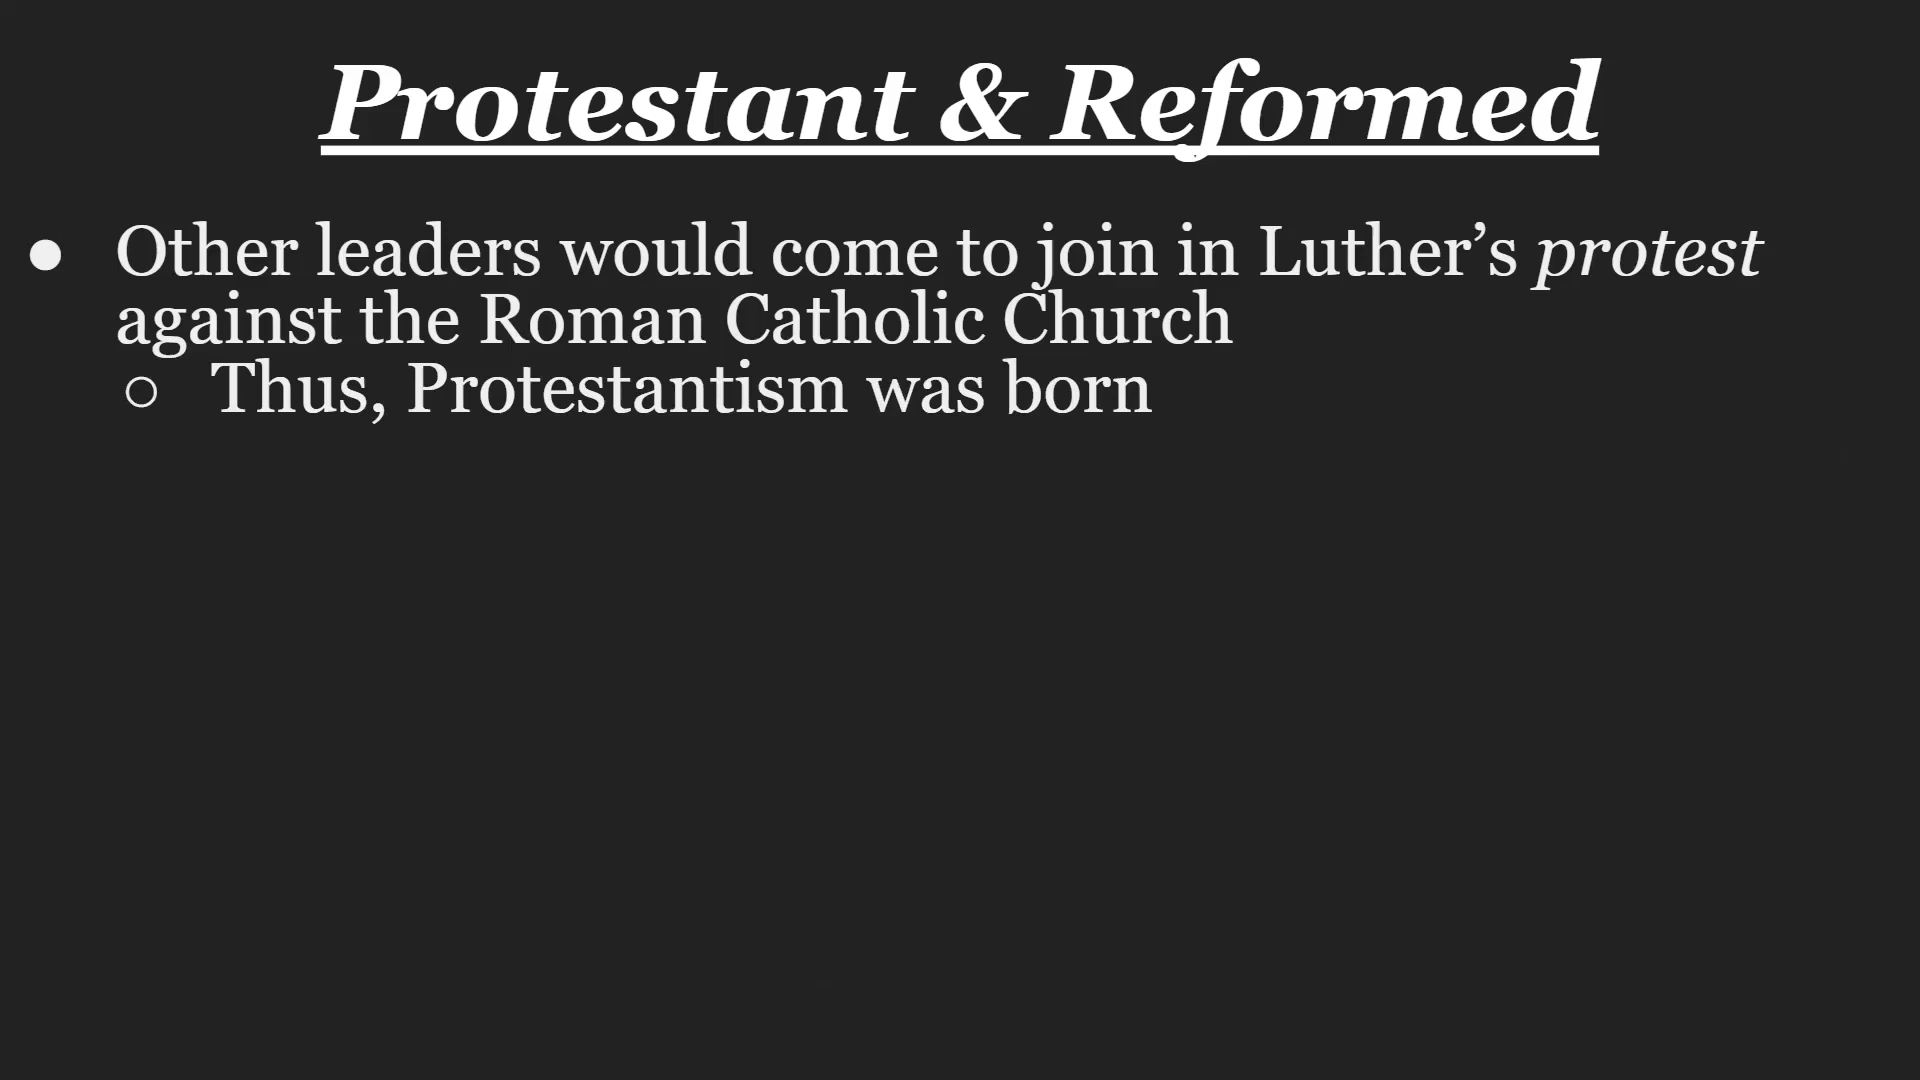 Protestant & Reformed
● Other leaders would come to join in Luther’s protest
against the Roman Catholic Church
○ Thus, Protestantism was born